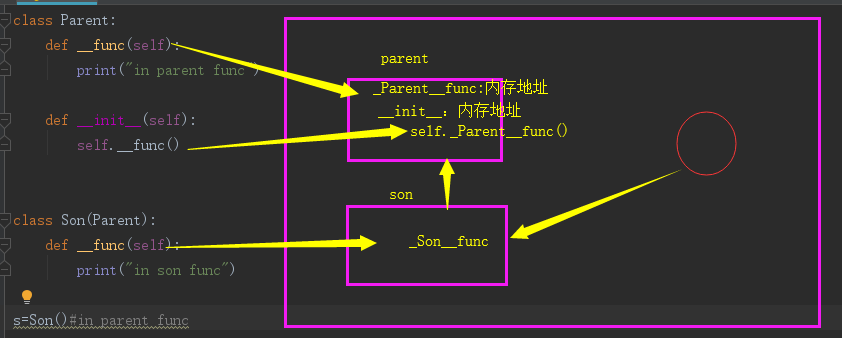 class Parent:
def __func(self):
print("in parent func")
def __init__(self):
self.__func()
class Son(Parent):
def __func(self):
print("in son func")
s=Son()#in parent func
parent
_Parent__func:内存地址
__init__：内存地址
self._Parent__func()
son
_Son__func